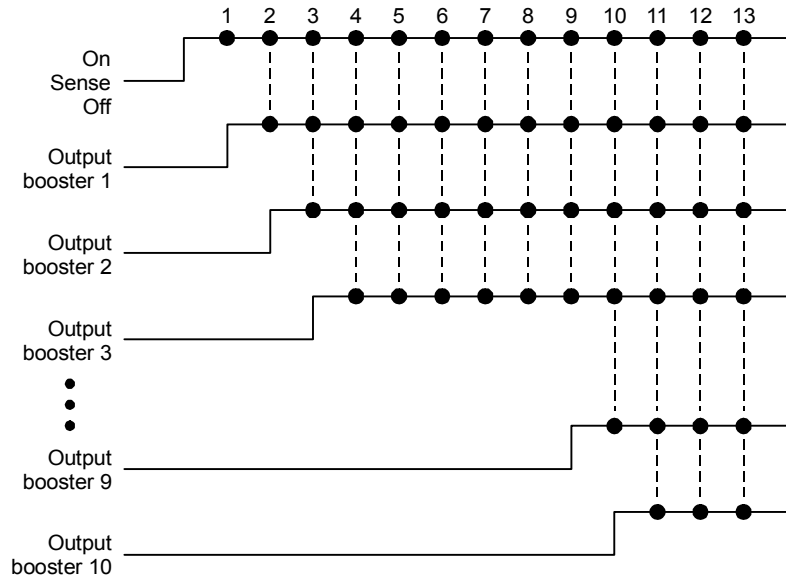 1 2 3 4 5 6 7 8 9 10 11 12 13
On
Sense
Off
Output
booster 1
Output
booster 2
Output
booster 3
Output
booster 9
Output
booster 10